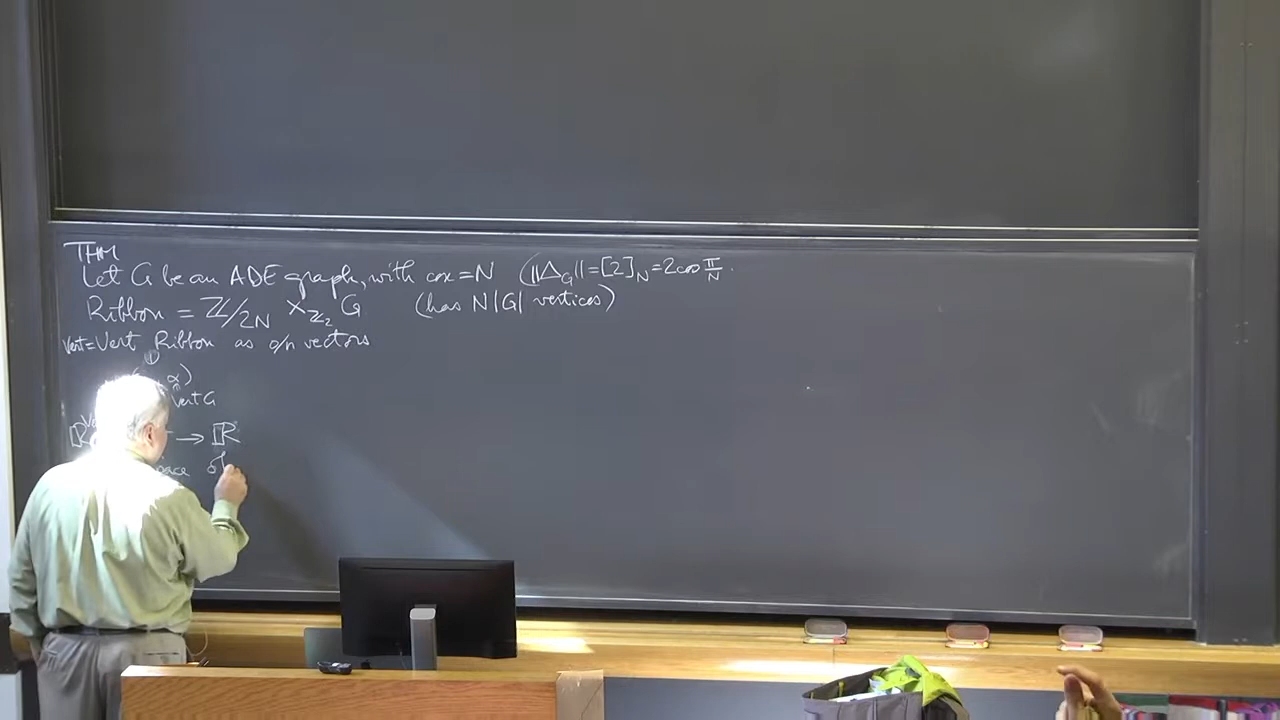 THM
Let G be an ADE graph, with cox = N (||Δ_G|| = [2]_N = 2cos π/N.
Ribbon = ℤ/2N ×_ℤ₂ G (has N|G| vertices)
Vert = Vert Ribbon as o/n vectors
α)
Vert G
→ ℝ